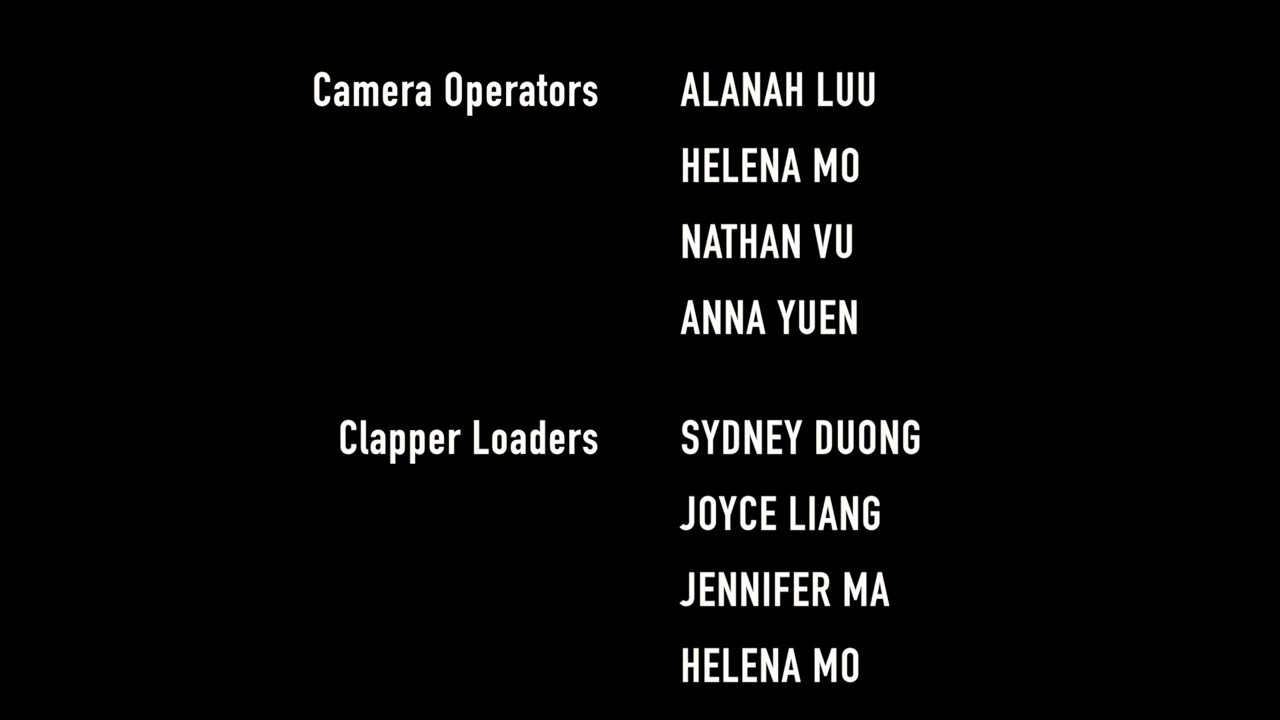 Camera Operators ALANAH LUU
HELENA MO
NATHAN VU
ANNA YUEN
Clapper Loaders SYDNEY DUONG
JOYCE LIANG
JENNIFER MA
HELENA MO